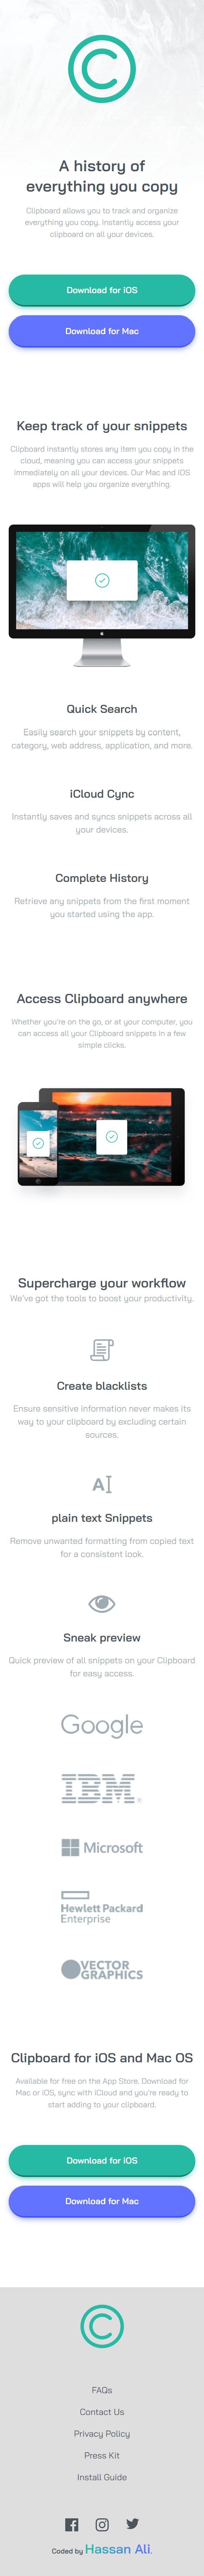 A history of
everything you copy
Clipboard allows you to track and organize
everything you copy. Instantly access your
clipboard on all your devices.
Download for iOS
Download for Mac
Keep track of your snippets
Clipboard instantly stores any item you copy in the
cloud, meaning you can access your snippets
immediately on all your devices. Our Mac and iOS
apps will help you organize everything.
Quick Search
Easily search your snippets by content,
category, web address, application, and more.
iCloud Cync
Instantly saves and syncs snippets across all
your devices.
Complete History
Retrieve any snippets from the first moment
you started using the app.
Access Clipboard anywhere
Whether you're on the go, or at your computer, you
can access all your Clipboard snippets in a few
simple clicks.
Supercharge your workflow
We've got the tools to boost your productivity.
Create blacklists
Ensure sensitive information never makes its
way to your clipboard by excluding certain
sources.
A
plain text Snippets
Remove unwanted formatting from copied text
for a consistent look.
Sneak preview
Quick preview of all snippets on your Clipboard
for easy access.
Google
IBM®
Microsoft
Hewlett Packard
Enterprise
VECTOR
GRAPHICS
Clipboard for iOS and Mac OS
Available for free on the App Store. Download for
Mac or iOS, sync with iCloud and you're ready to
start adding to your clipboard.
Download for iOS
Download for Mac
FAQs
Contact Us
Privacy Policy
Press Kit
Install Guide
Coded by Hassan Ali.